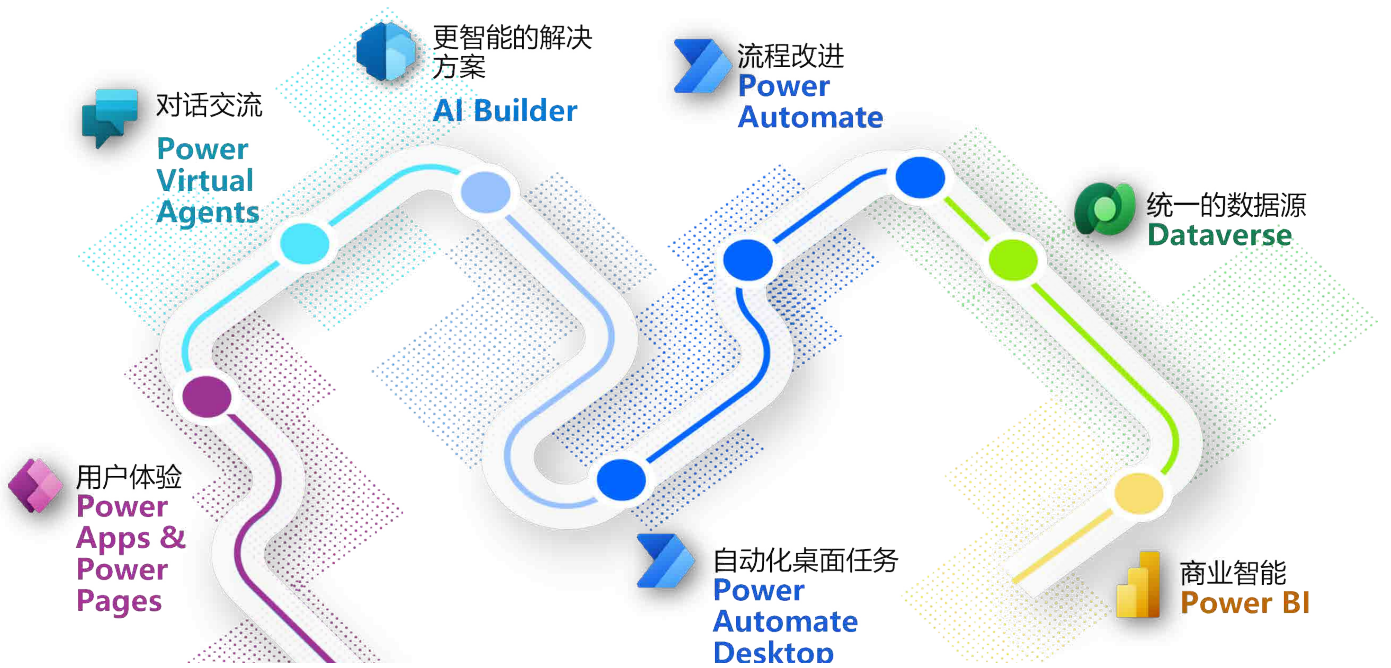 更智能的解决
方案
AI Builder
流程改进
Power
Automate
对话交流
Power
Virtual
Agents
统一的数据源
Dataverse
用户体验
Power
Apps &
Power
Pages
自动化桌面任务
Power
Automate
Desktop
商业智能
Power BI